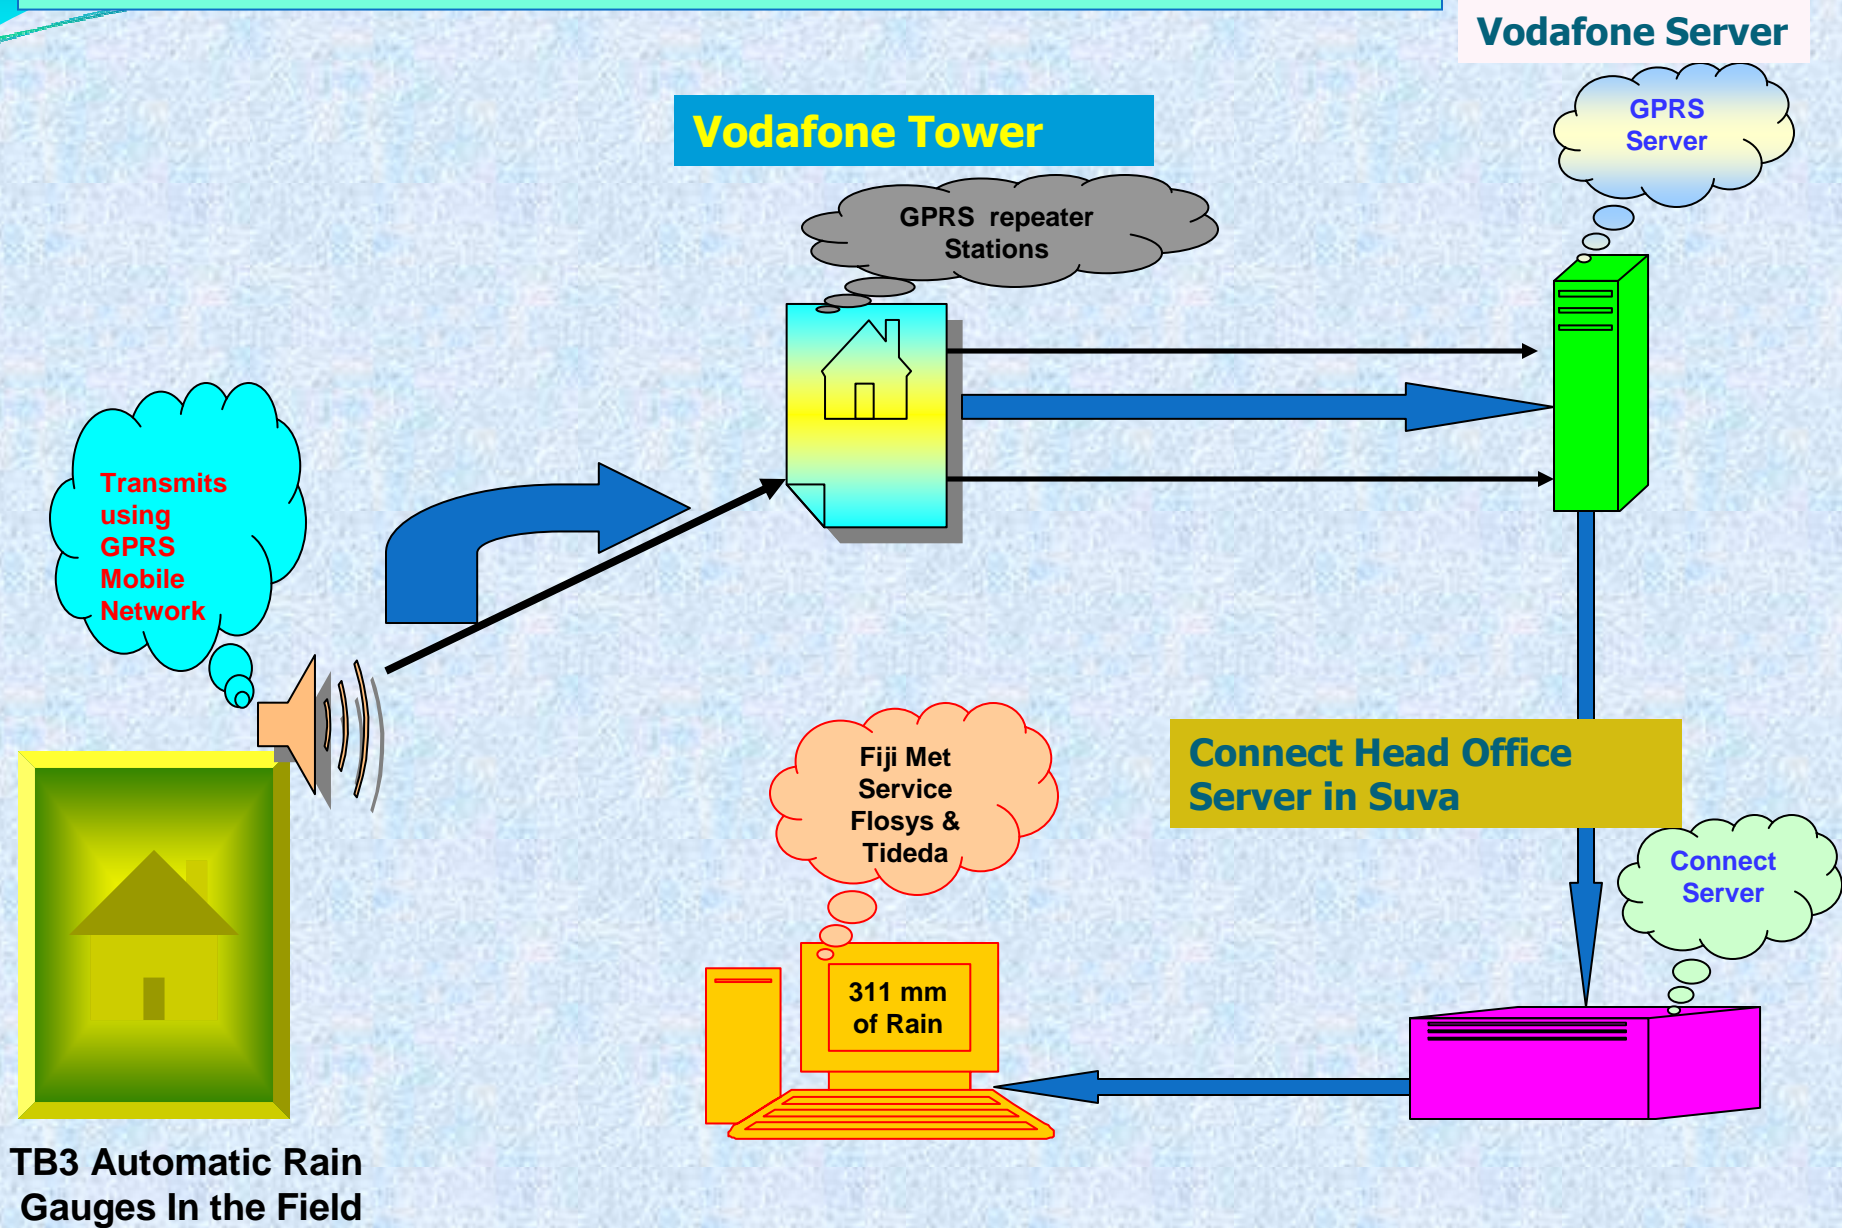 Vodafone Server
GPRS
Server
Vodafone Tower
GPRS repeater
Stations
Transmits
using
GPRS
Mobile
Network
Fiji Met
Service
Flosys &
Tideda
Connect Head Office
Server in Suva
Connect
Server
311 mm
of Rain
TB3 Automatic Rain
Gauges In the Field